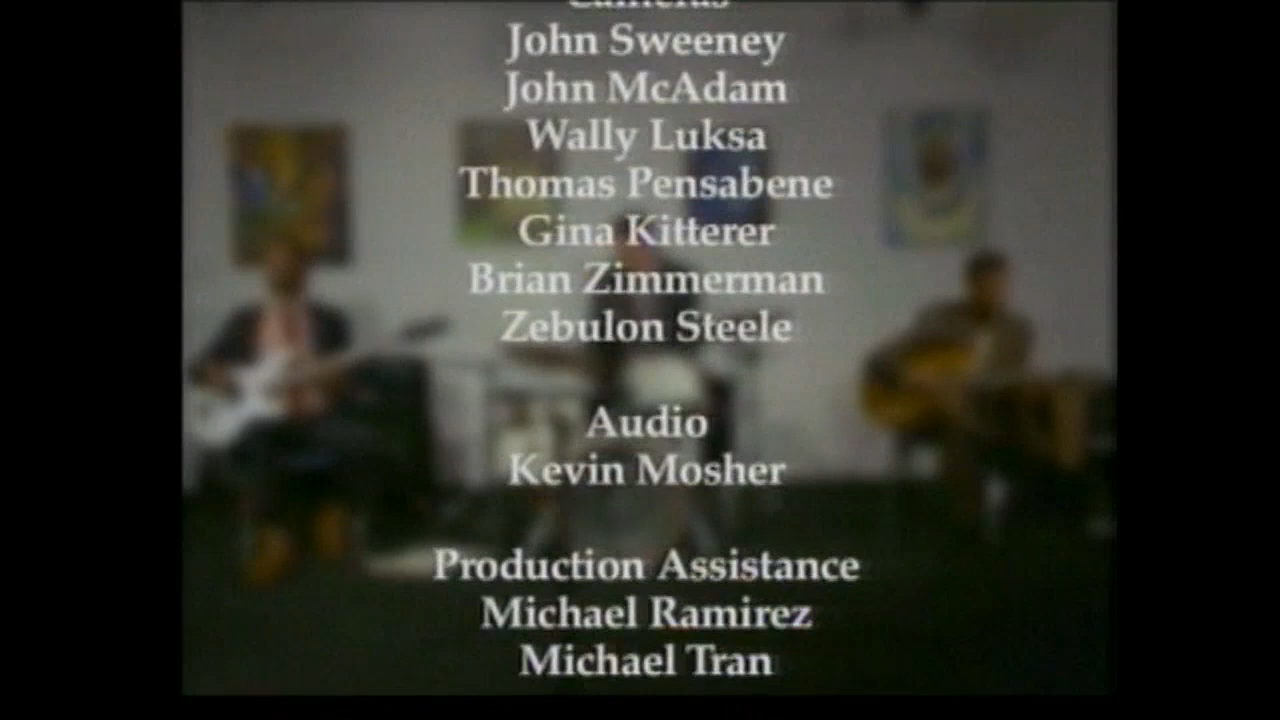 Cameras
John Sweeney
John McAdam
Wally Luksa
Thomas Pensabene
Gina Kitterer
Brian Zimmerman
Zebulon Steele
Audio
Kevin Mosher
Production Assistance
Michael Ramirez
Michael Tran